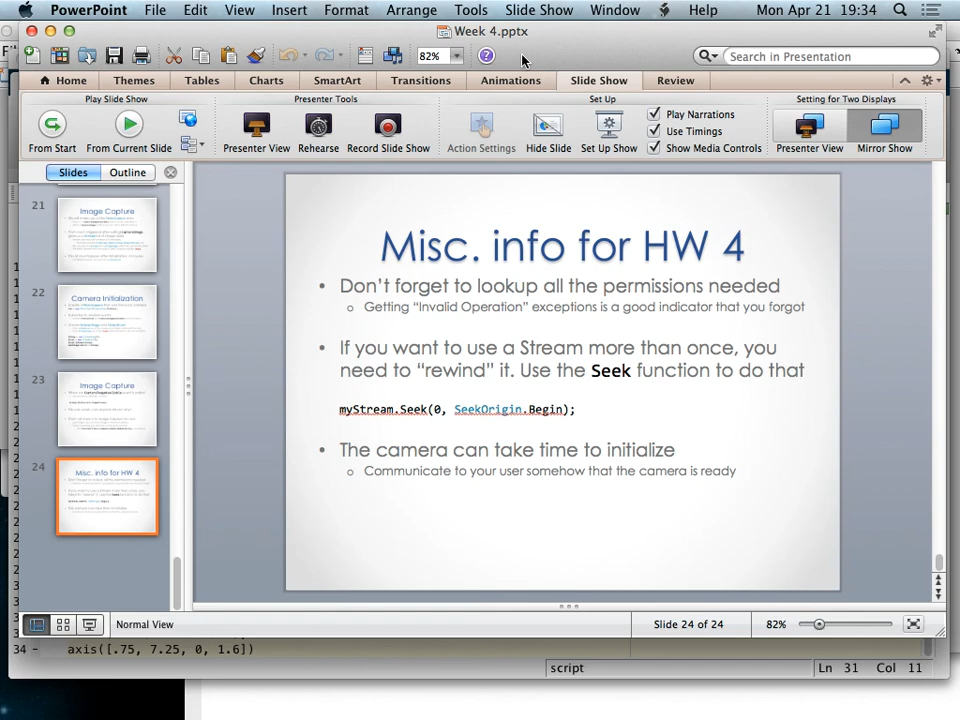 PowerPoint File Edit View Insert Format Arrange Tools Slide Show Window Help Mon Apr 21 19:34
Week 4.pptx
82% Search in Presentation
Home Themes Tables Charts SmartArt Transitions Animations Slide Show Review
Play Slide Show Presenter Tools Set Up Setting for Two Displays
Play Narrations
Use Timings
From Start From Current Slide Presenter View Rehearse Record Slide Show Action Settings Hide Slide Set Up Show Show Media Controls Presenter View Mirror Show
Slides Outline
21
Image Capture
22
Camera Initialization
23
Image Capture
24
Misc. info for HW 4
Misc. info for HW 4
• Don't forget to lookup all the permissions needed
o Getting "Invalid Operation" exceptions is a good indicator that you forgot
• If you want to use a Stream more than once, you
need to "rewind" it. Use the Seek function to do that
myStream.Seek(0, SeekOrigin.Begin);
• The camera can take time to initialize
o Communicate to your user somehow that the camera is ready
Normal View Slide 24 of 24 82%
34 - axis([.75, 7.25, 0, 1.6])
script Ln 31 Col 11